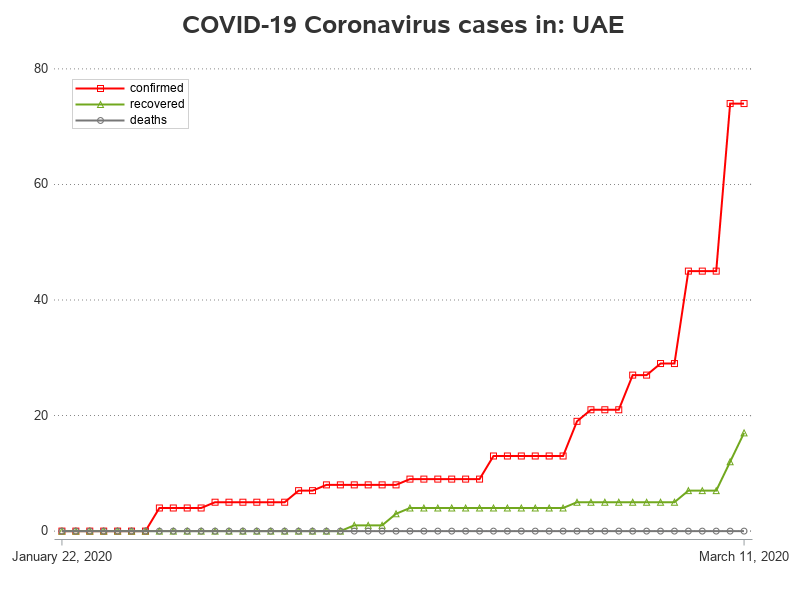 COVID-19 Coronavirus cases in: UAE
80
confirmed
recovered
deaths
60
40
20
0
January 22, 2020
March 11, 2020